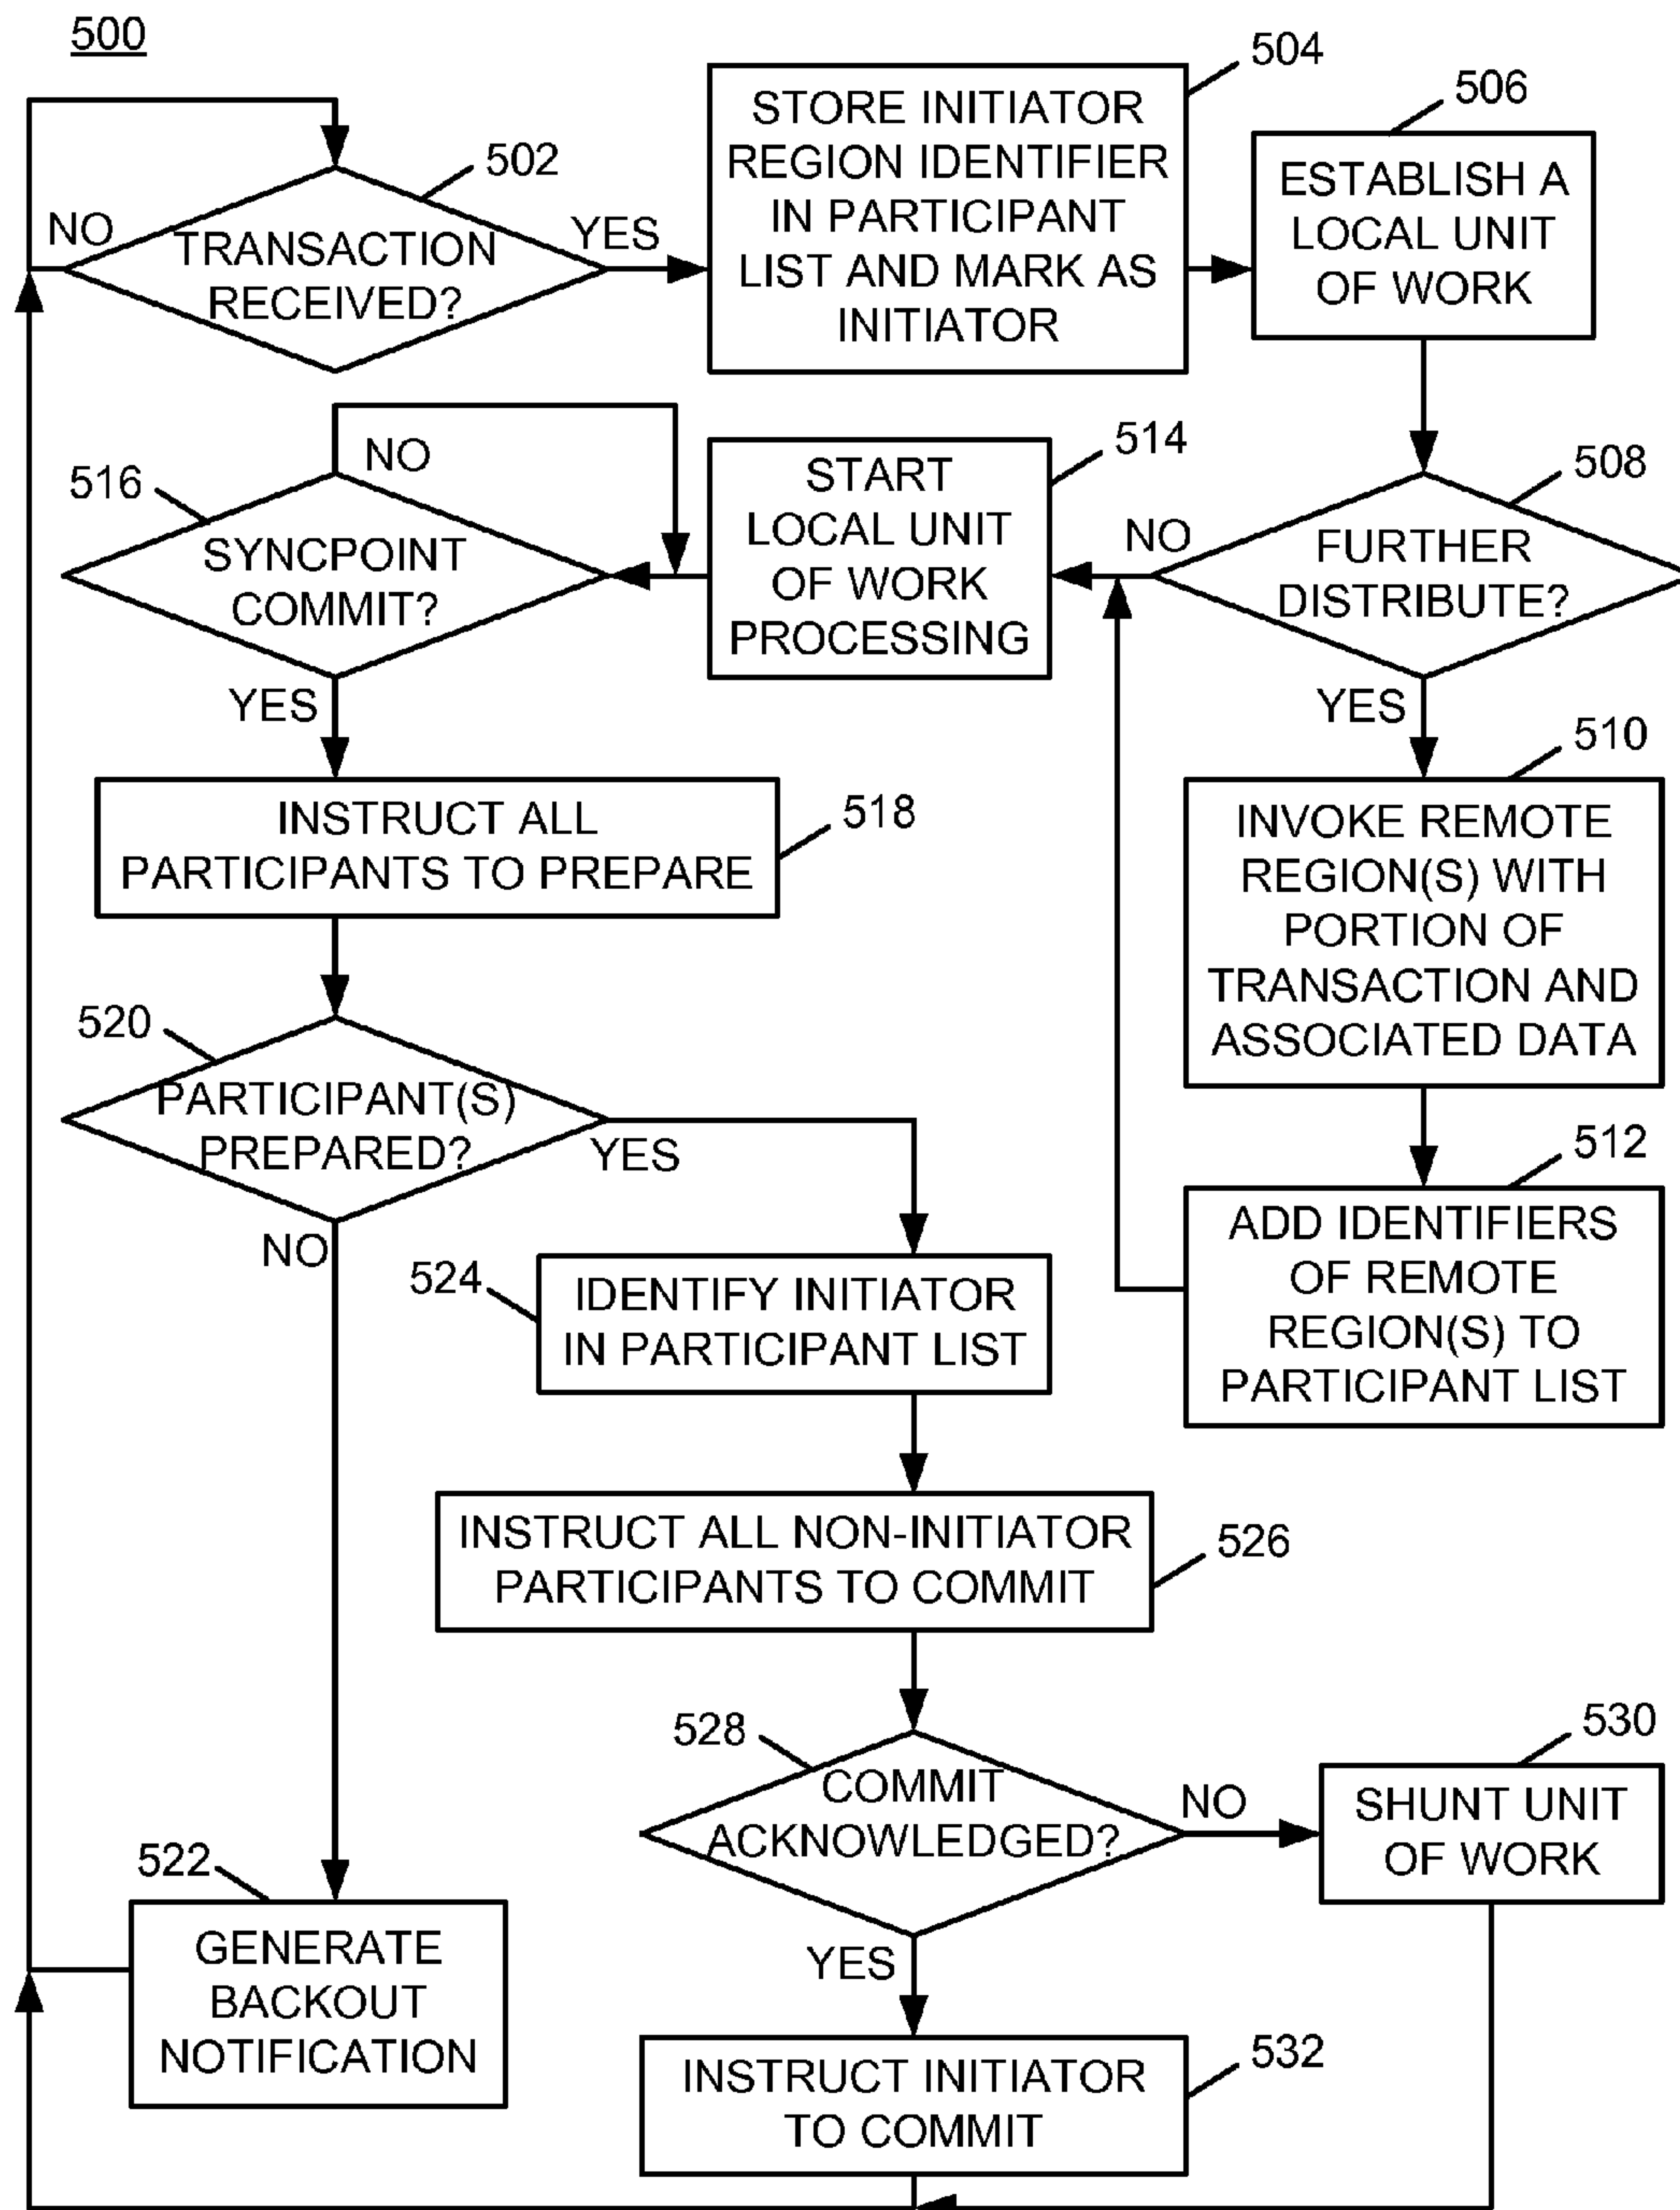 500
502
TRANSACTION
RECEIVED?
NO
YES
504
STORE INITIATOR
REGION IDENTIFIER
IN PARTICIPANT
LIST AND MARK AS
INITIATOR
506
ESTABLISH A
LOCAL UNIT
OF WORK
508
FURTHER
DISTRIBUTE?
NO
YES
510
INVOKE REMOTE
REGION(S) WITH
PORTION OF
TRANSACTION AND
ASSOCIATED DATA
512
ADD IDENTIFIERS
OF REMOTE
REGION(S) TO
PARTICIPANT LIST
514
START
LOCAL UNIT
OF WORK
PROCESSING
516
SYNCPOINT
COMMIT?
NO
YES
518
INSTRUCT ALL
PARTICIPANTS TO PREPARE
520
PARTICIPANT(S)
PREPARED?
YES
NO
522
GENERATE
BACKOUT
NOTIFICATION
524
IDENTIFY INITIATOR
IN PARTICIPANT LIST
526
INSTRUCT ALL NON-INITIATOR
PARTICIPANTS TO COMMIT
528
COMMIT
ACKNOWLEDGED?
NO
YES
530
SHUNT UNIT
OF WORK
532
INSTRUCT INITIATOR
TO COMMIT